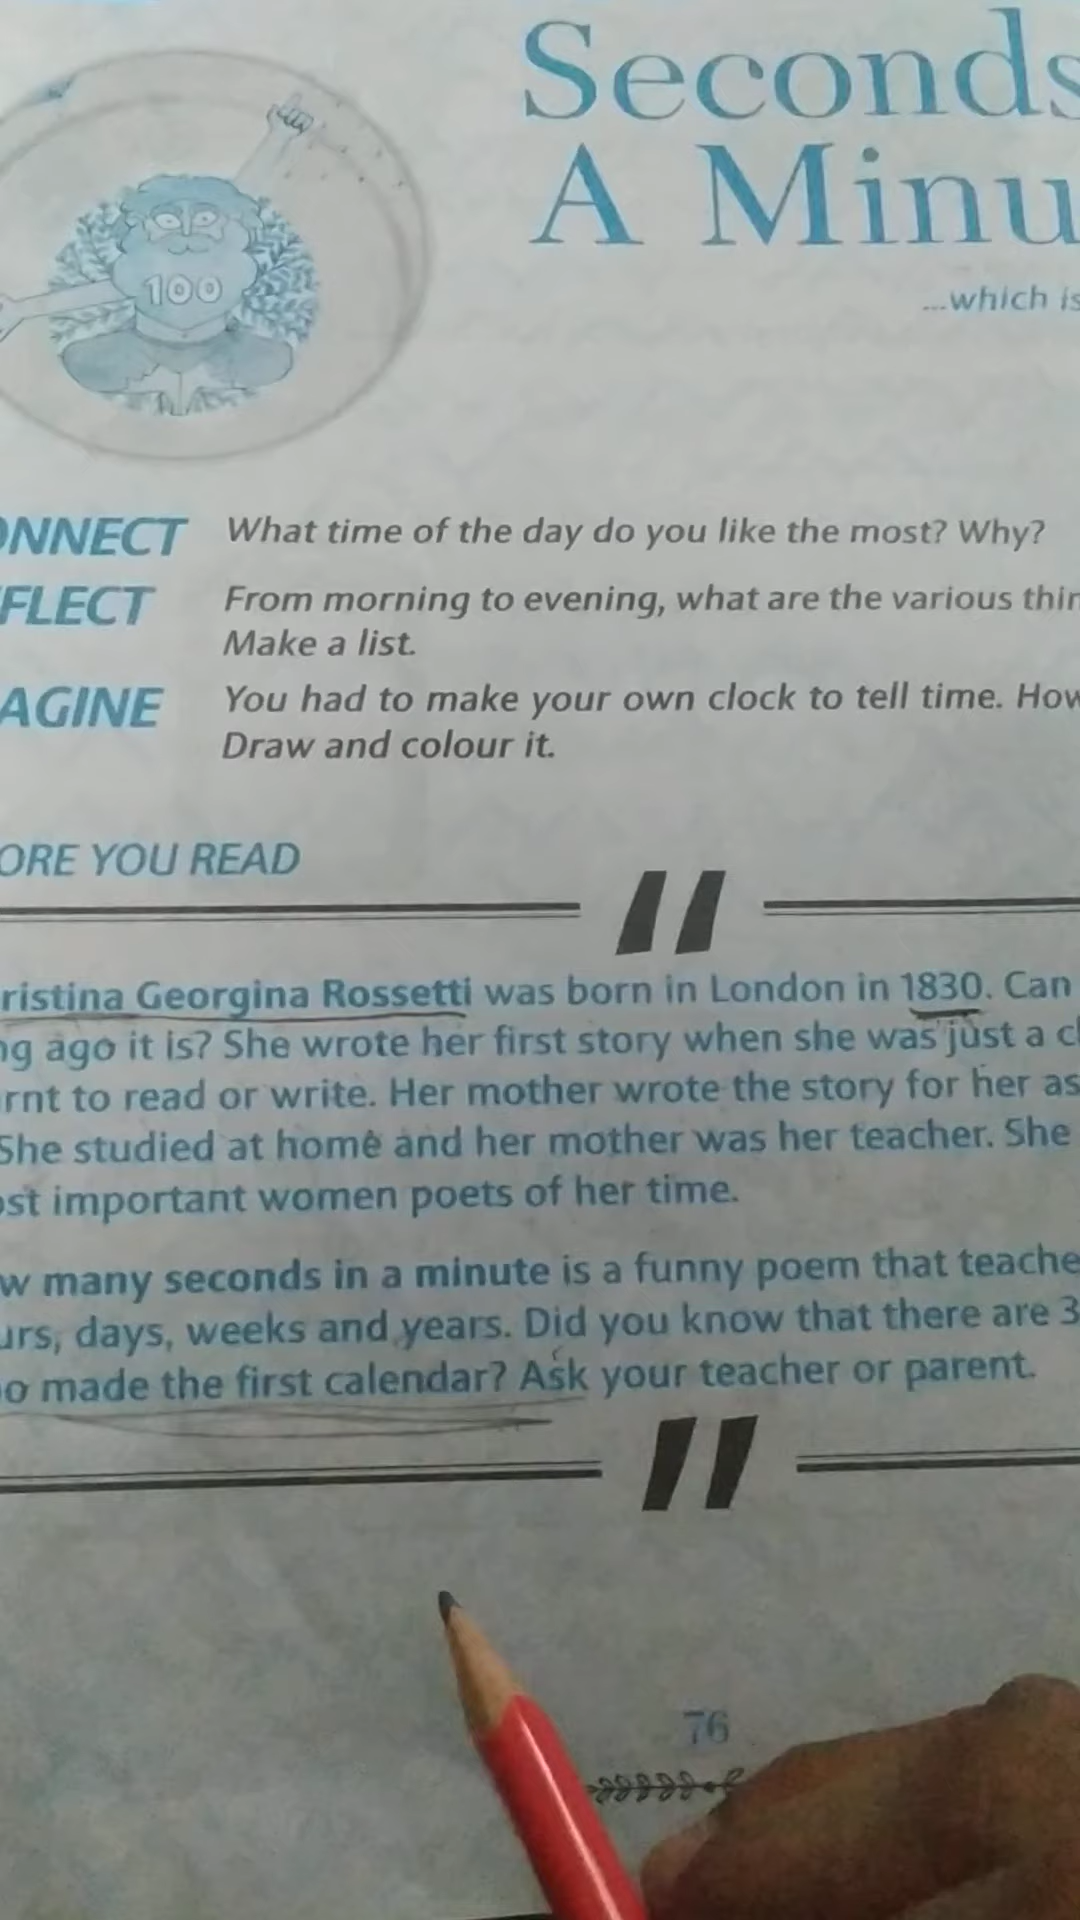 Seconds
A Minu
...which is
100
ONNECT What time of the day do you like the most? Why?
FLECT From morning to evening, what are the various thin
Make a list.
AGINE You had to make your own clock to tell time. How
Draw and colour it.
ORE YOU READ
"
ristina Georgina Rossetti was born in London in 1830. Can
ng ago it is? She wrote her first story when she was just a c
rnt to read or write. Her mother wrote the story for her as
She studied at home and her mother was her teacher. She
ost important women poets of her time.
w many seconds in a minute is a funny poem that teache
urs, days, weeks and years. Did you know that there are 3
o made the first calendar? Ask your teacher or parent.
"
76